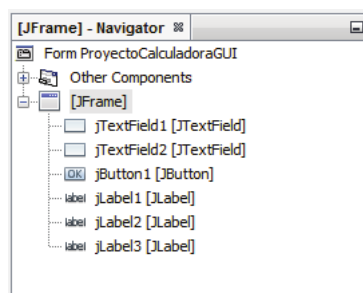 [JFrame] - Navigator
Form ProyectoCalculadoraGUI
Other Components
[JFrame]
jTextField1 [JTextField]
jTextField2 [JTextField]
OK jButton1 [JButton]
label jLabel1 [JLabel]
label jLabel2 [JLabel]
label jLabel3 [JLabel]